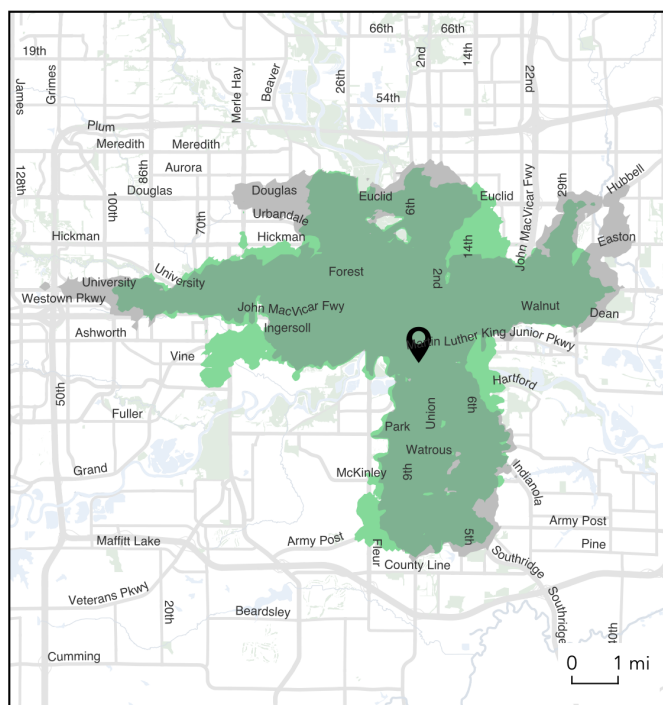 66th
66th
19th
2nd
14th
22nd
James
Grimes
Merle Hay
Beaver
26th
54th
Plum
Meredith
Meredith
Aurora
86th
128th
100th
Douglas
70th
Douglas
Urbandale
Hickman
Hickman
Euclid
6th
Euclid
14th
John MacVicar Fwy
29th
Hubbell
Easton
University
University
Westown Pkwy
Forest
2nd
Walnut
Dean
John MacVicar Fwy
Ingersoll
Ashworth
Martin Luther King Junior Pkwy
Vine
Hartford
50th
Fuller
Park
Union
6th
Watrous
Grand
McKinley
9th
Indianola
Maffitt Lake
Army Post
Fleur
5th
Army Post
Pine
County Line
Southridge
Southridge
Veterans Pkwy
20th
Beardsley
Cumming
0 1 mi